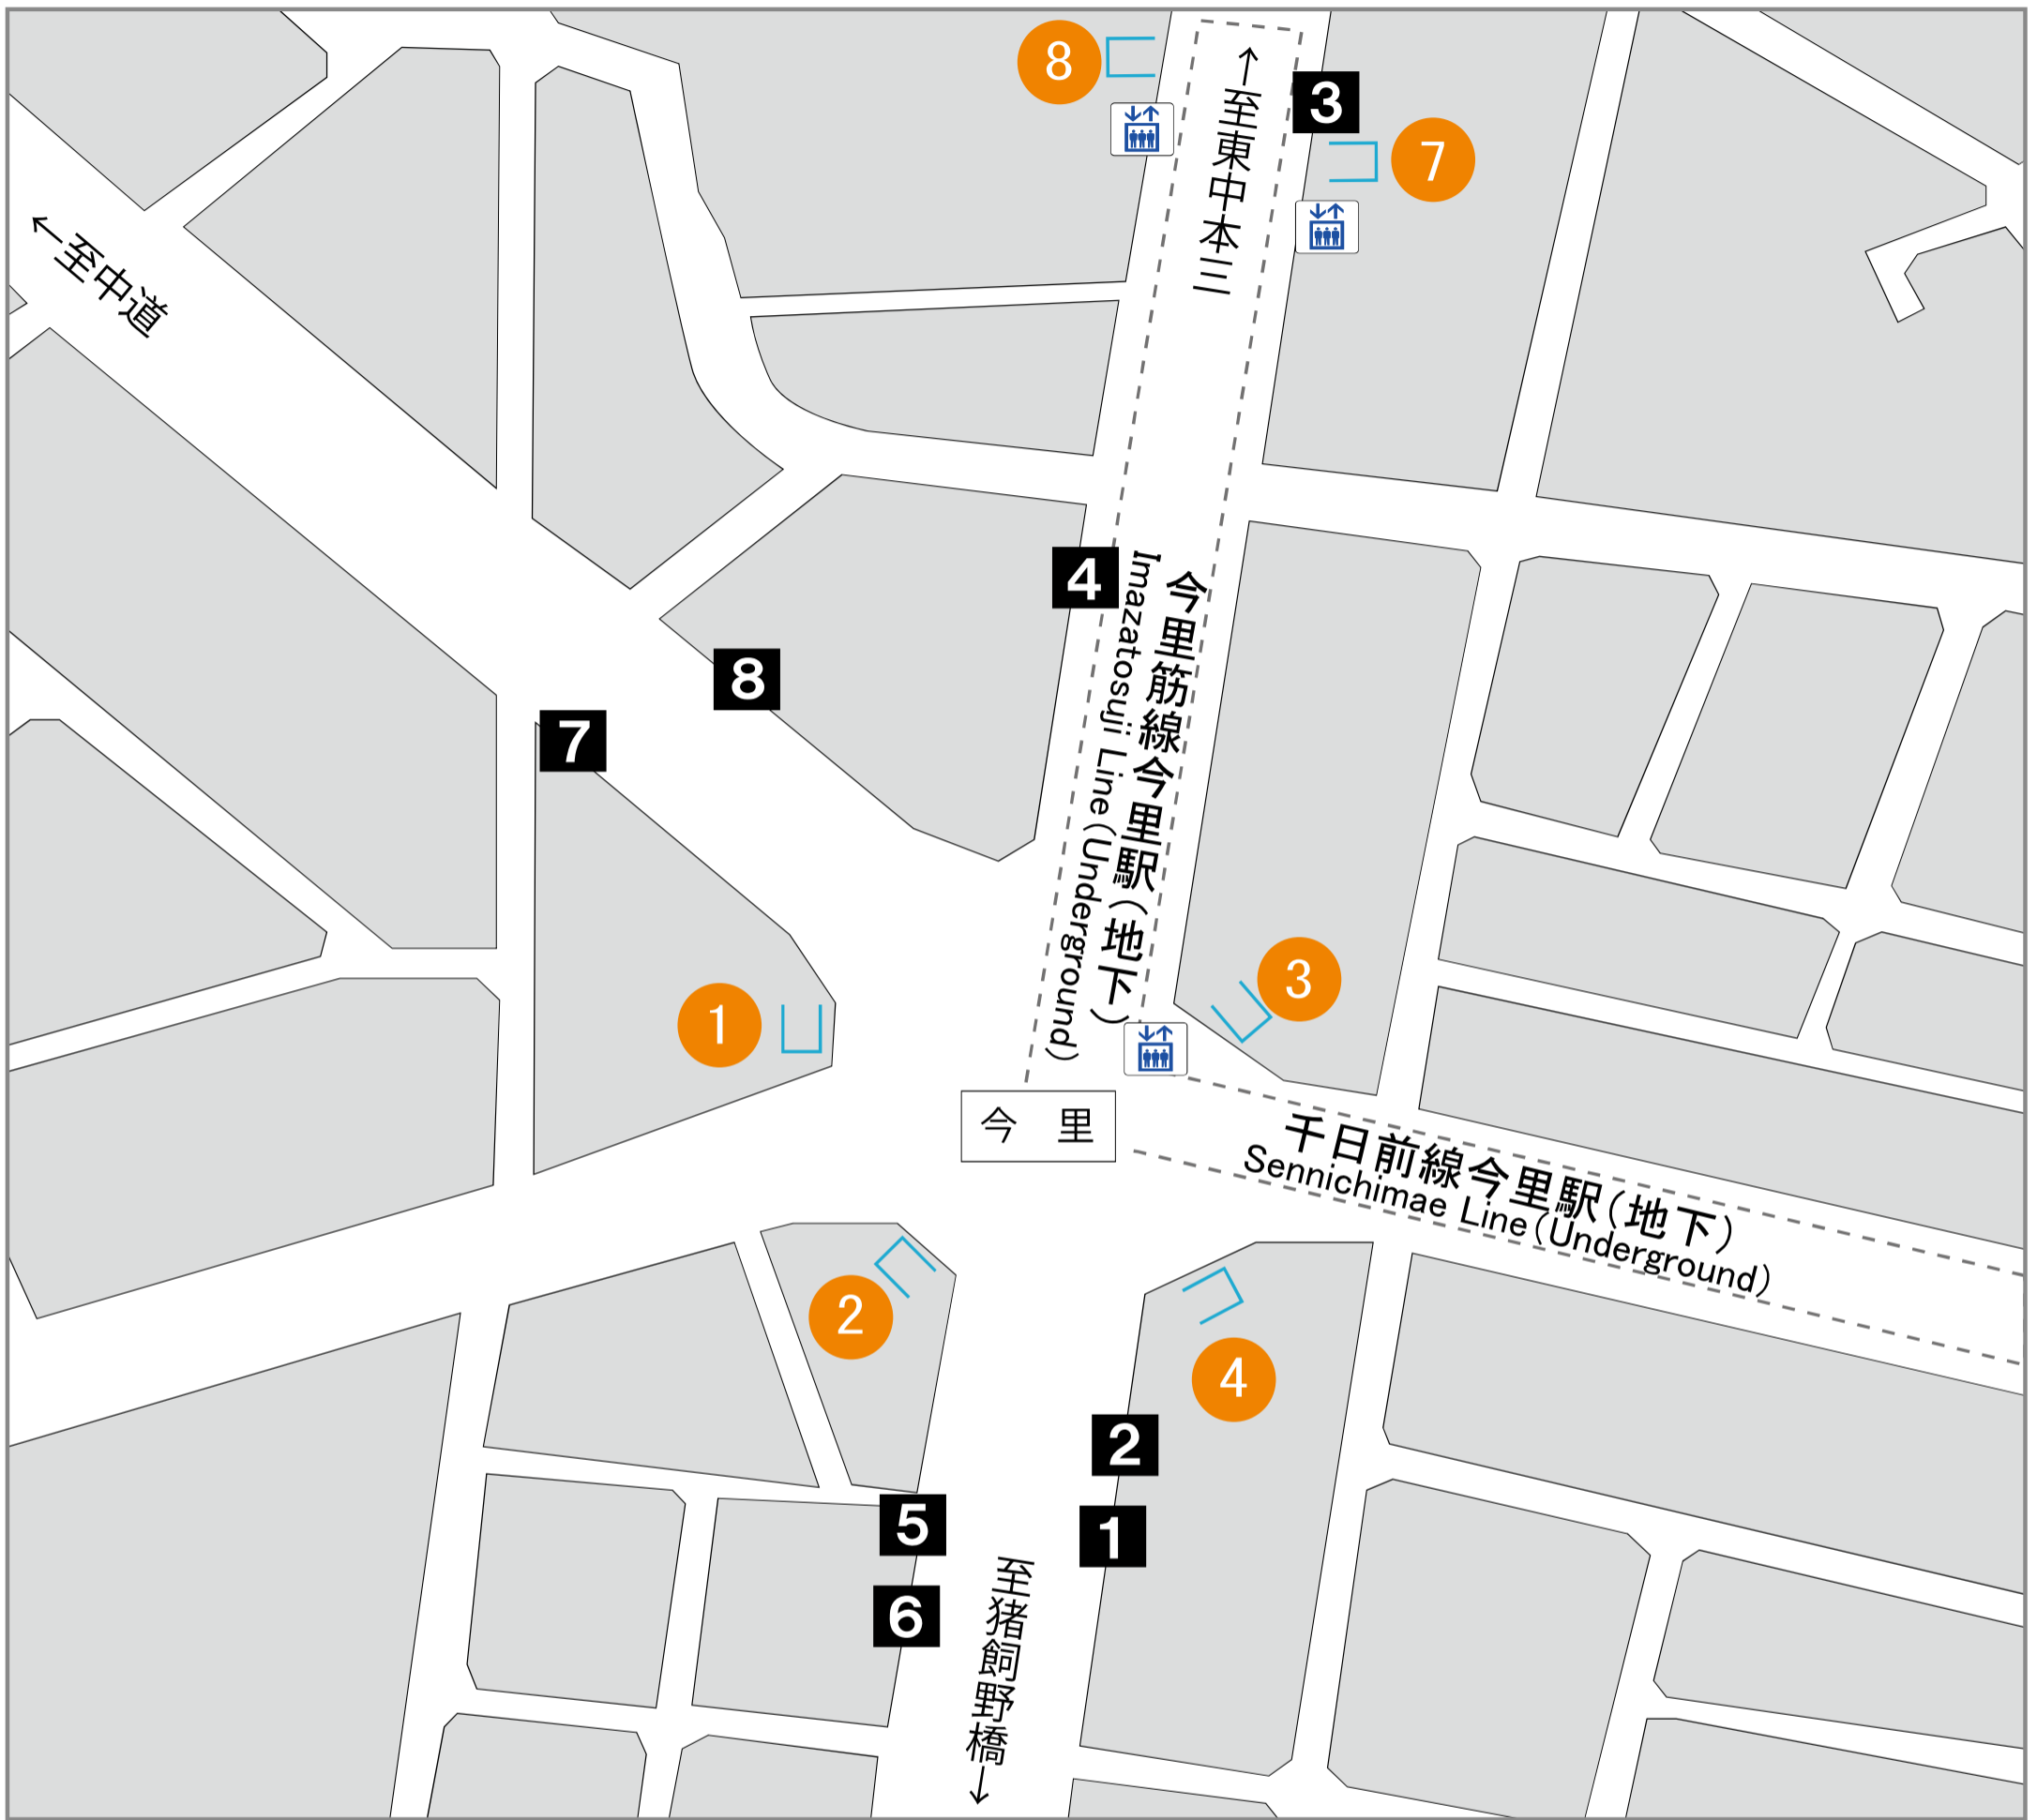 8
3
7
←至東中本三
←至中道
4
今里筋線今里駅（地下）
Imazatosuji Line（Underground）
8
7
3
1
今 里
千日前線今里駅（地下）
Sennichimae Line（Underground）
2
4
2
5
1
6
至猪飼野橋→